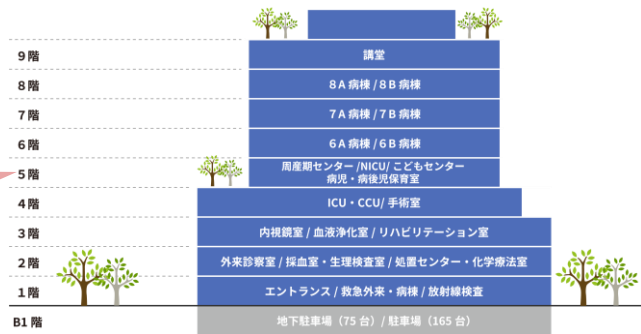 9階
講堂
8階
8A病棟 / 8B病棟
7階
7A病棟 / 7B病棟
6階
6A病棟 / 6B病棟
5階
周産期センター /NICU/ こどもセンター
病児・病後児保育室
4階
ICU・CCU/ 手術室
3階
内視鏡室 / 血液浄化室 / リハビリテーション室
2階
外来診察室 / 採血室・生理検査室 / 処置センター・化学療法室
1階
エントランス / 救急外来・病棟 / 放射線検査
B1階
地下駐車場（75台）/ 駐車場（165台）